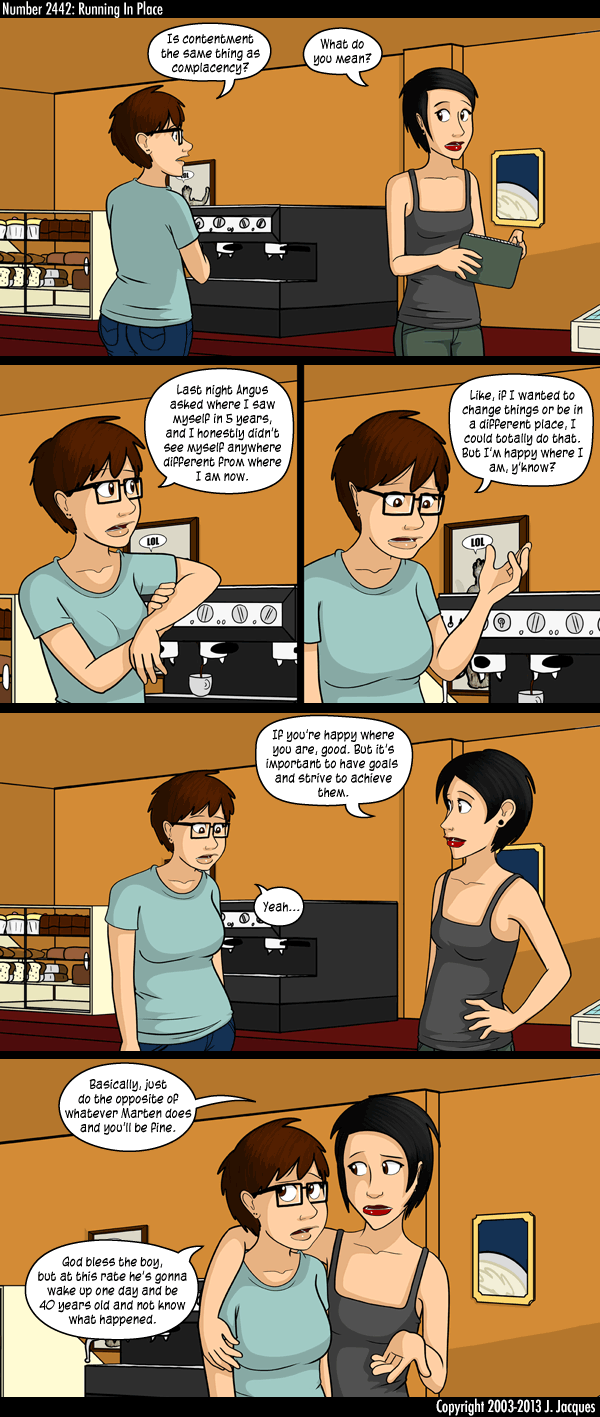 Number 2442: Running In Place
Is contentment
the same thing as
complacency?
What do
you mean?
LOL
Last night Angus
asked where I saw
myself in 5 years,
and I honestly didn't
see myself anywhere
different from where
I am now.
LOL
Like, if I wanted to
change things or be in
a different place, I
could totally do that.
But I'm happy where I
am, y'know?
LOL
If you're happy where
you are, good. But it's
important to have goals
and strive to achieve
them.
Yeah...
Basically, just
do the opposite of
whatever Marten does
and you'll be fine.
God bless the boy,
but at this rate he's gonna
wake up one day and be
40 years old and not know
what happened.
Copyright 2003-2013 J. Jacques